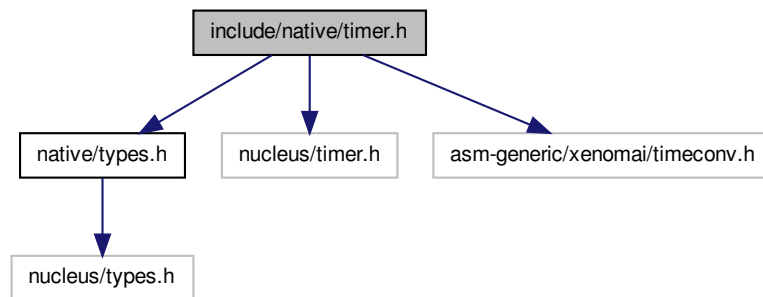 include/native/timer.h
native/types.h
nucleus/timer.h
asm-generic/xenomai/timeconv.h
nucleus/types.h